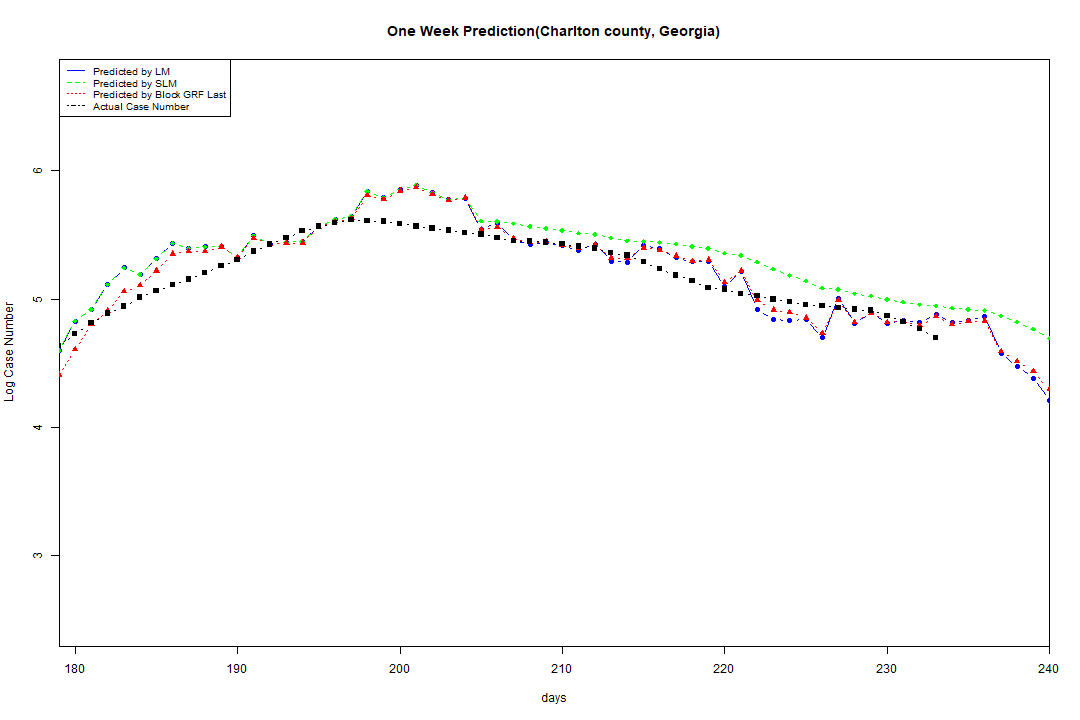 One Week Prediction(Charlton county, Georgia)
Predicted by LM
Predicted by SLM
Predicted by Block GRF Last
Actual Case Number
6
5
4
3
Log Case Number
180 190 200 210 220 230 240
days